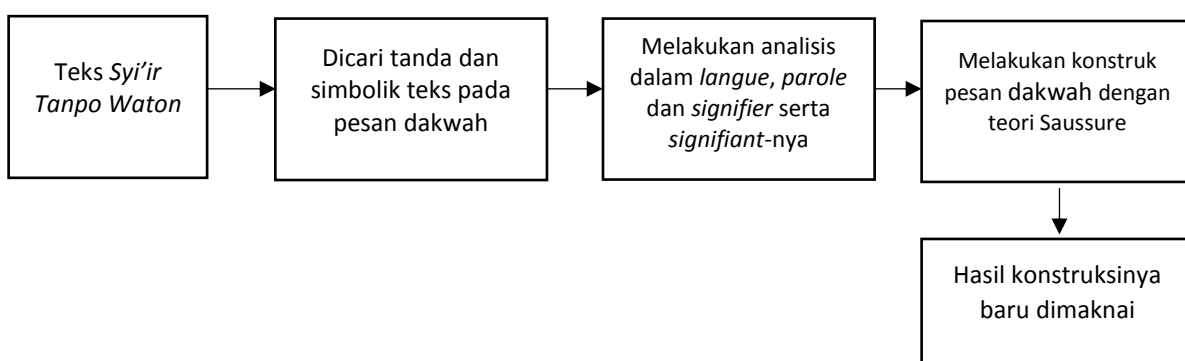 Teks Syi’ir
Tanpo Waton
Dicari tanda dan
simbolik teks pada
pesan dakwah
Melakukan analisis
dalam langue, parole
dan signifier serta
signifiant-nya
Melakukan konstruk
pesan dakwah dengan
teori Saussure
Hasil konstruksinya
baru dimaknai